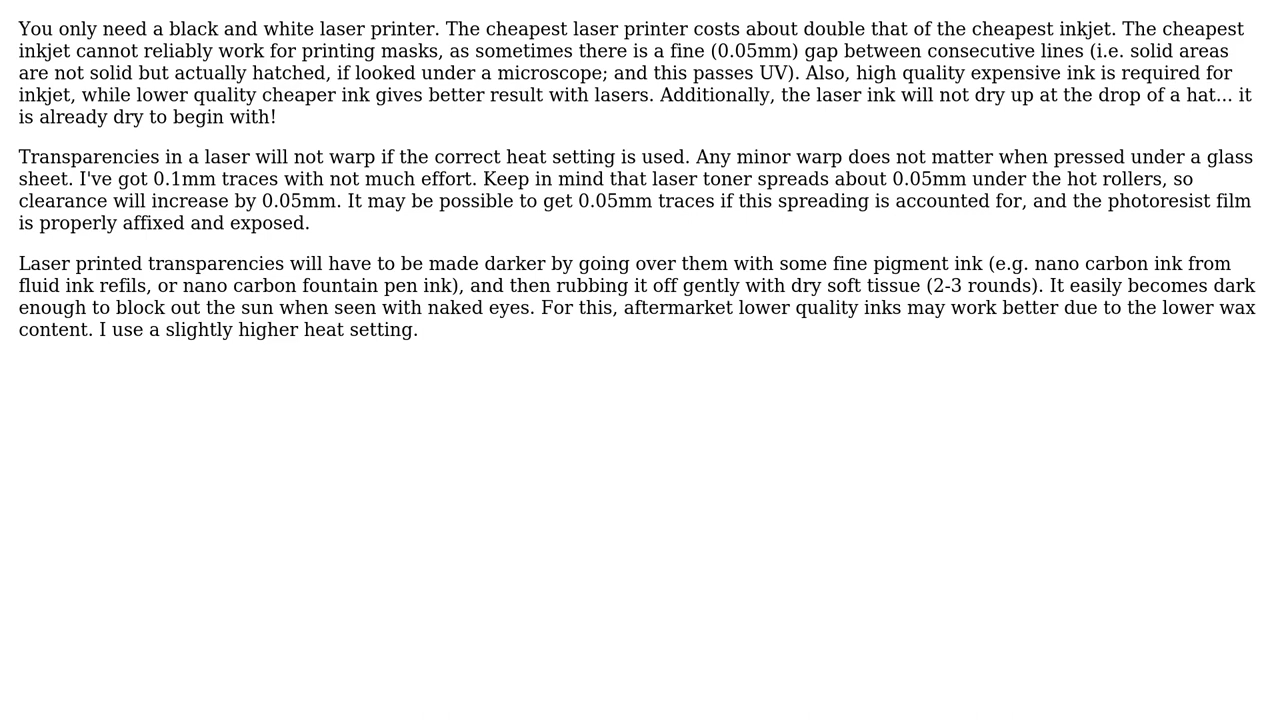 You only need a black and white laser printer. The cheapest laser printer costs about double that of the cheapest inkjet. The cheapest
inkjet cannot reliably work for printing masks, as sometimes there is a fine (0.05mm) gap between consecutive lines (i.e. solid areas
are not solid but actually hatched, if looked under a microscope; and this passes UV). Also, high quality expensive ink is required for
inkjet, while lower quality cheaper ink gives better result with lasers. Additionally, the laser ink will not dry up at the drop of a hat... it
is already dry to begin with!
Transparencies in a laser will not warp if the correct heat setting is used. Any minor warp does not matter when pressed under a glass
sheet. I've got 0.1mm traces with not much effort. Keep in mind that laser toner spreads about 0.05mm under the hot rollers, so
clearance will increase by 0.05mm. It may be possible to get 0.05mm traces if this spreading is accounted for, and the photoresist film
is properly affixed and exposed.
Laser printed transparencies will have to be made darker by going over them with some fine pigment ink (e.g. nano carbon ink from
fluid ink refils, or nano carbon fountain pen ink), and then rubbing it off gently with dry soft tissue (2-3 rounds). It easily becomes dark
enough to block out the sun when seen with naked eyes. For this, aftermarket lower quality inks may work better due to the lower wax
content. I use a slightly higher heat setting.